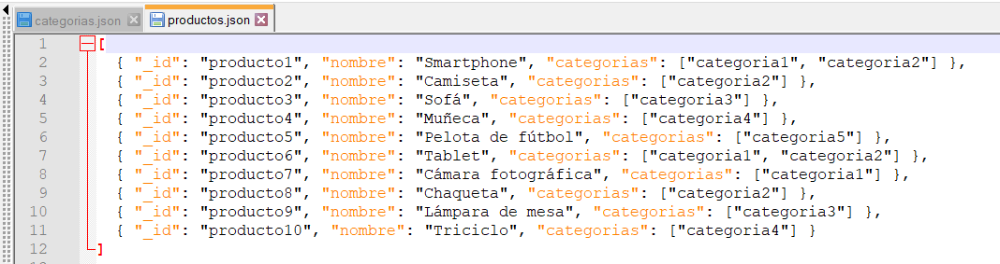 categorias.json productos.json
1 [
2 { "_id": "producto1", "nombre": "Smartphone", "categorias": ["categoria1", "categoria2"] },
3 { "_id": "producto2", "nombre": "Camiseta", "categorias": ["categoria2"] },
4 { "_id": "producto3", "nombre": "Sofá", "categorias": ["categoria3"] },
5 { "_id": "producto4", "nombre": "Muñeca", "categorias": ["categoria4"] },
6 { "_id": "producto5", "nombre": "Pelota de fútbol", "categorias": ["categoria5"] },
7 { "_id": "producto6", "nombre": "Tablet", "categorias": ["categoria1", "categoria2"] },
8 { "_id": "producto7", "nombre": "Cámara fotográfica", "categorias": ["categoria1"] },
9 { "_id": "producto8", "nombre": "Chaqueta", "categorias": ["categoria2"] },
10 { "_id": "producto9", "nombre": "Lámpara de mesa", "categorias": ["categoria3"] },
11 { "_id": "producto10", "nombre": "Triciclo", "categorias": ["categoria4"] }
12 ]